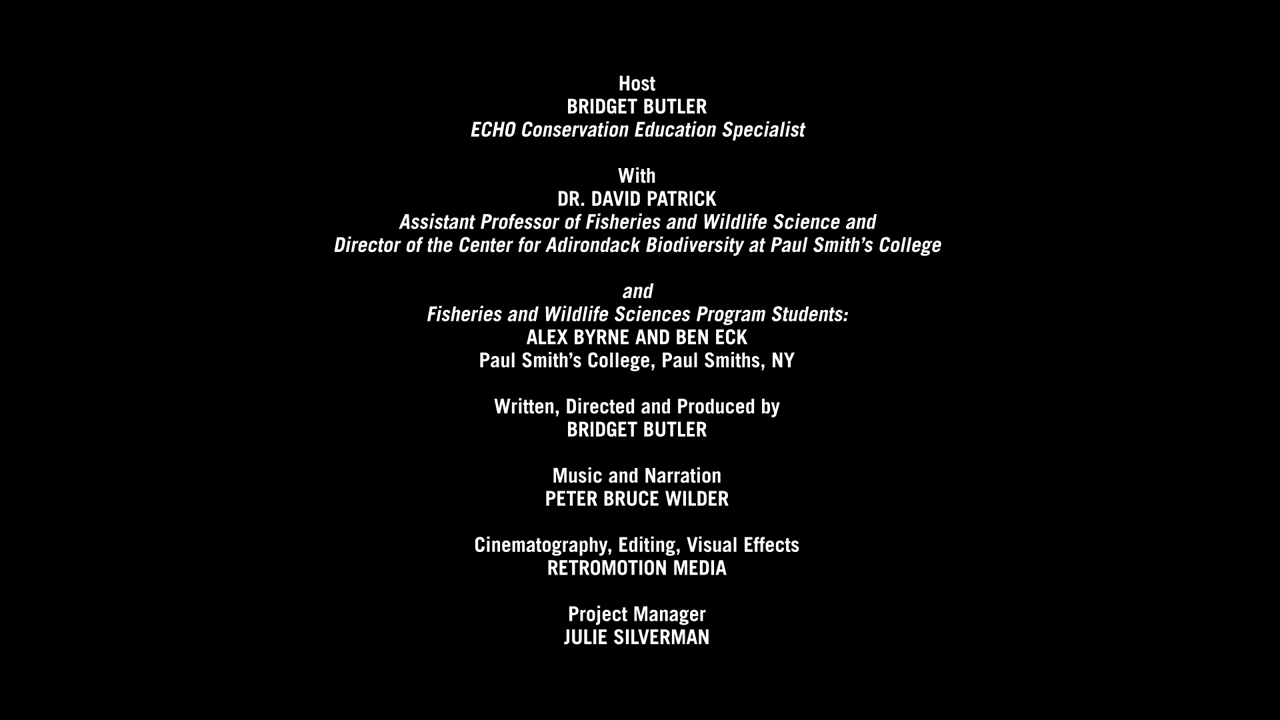 Host
BRIDGET BUTLER
ECHO Conservation Education Specialist
With
DR. DAVID PATRICK
Assistant Professor of Fisheries and Wildlife Science and
Director of the Center for Adirondack Biodiversity at Paul Smith's College
and
Fisheries and Wildlife Sciences Program Students:
ALEX BYRNE AND BEN ECK
Paul Smith's College, Paul Smiths, NY
Written, Directed and Produced by
BRIDGET BUTLER
Music and Narration
PETER BRUCE WILDER
Cinematography, Editing, Visual Effects
RETROMOTION MEDIA
Project Manager
JULIE SILVERMAN